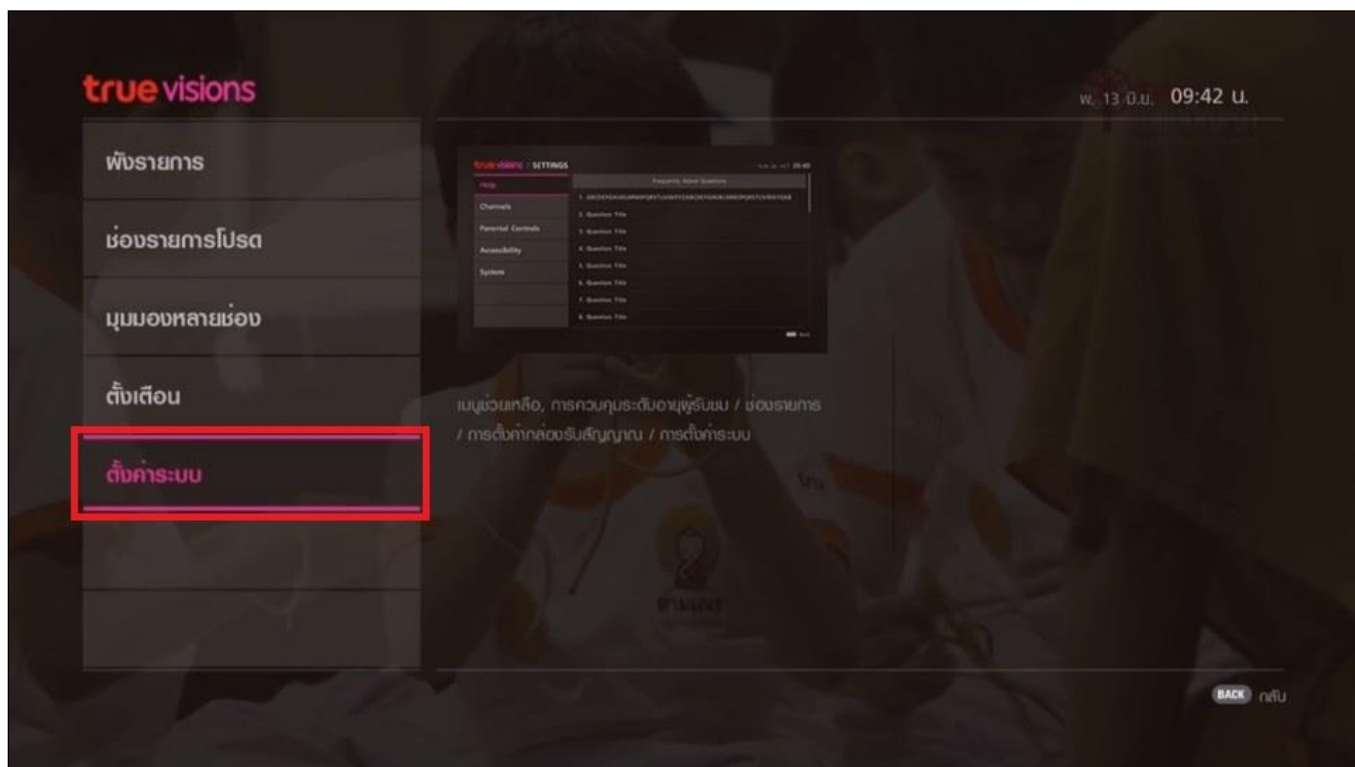 true visions
พ. 13 มิ.ย. 09:42 น.
ผังรายการ
ช่องรายการโปรด
มุมมองหลายช่อง
ตั้งเตือน
ตั้งค่าระบบ
true visions / SETTINGS
Help
Channels
Parental Controls
Accessibility
System
Frequently Asked Questions
2. Question Title
3. Question Title
4. Question Title
5. Question Title
6. Question Title
7. Question Title
8. Question Title
Back
เมนูช่วยเหลือ, การควบคุมระดับอายุผู้รับชม / ช่องรายการ
/ การตั้งค่ากล่องรับสัญญาณ / การตั้งค่าระบบ
สามเณร
BACK กลับ